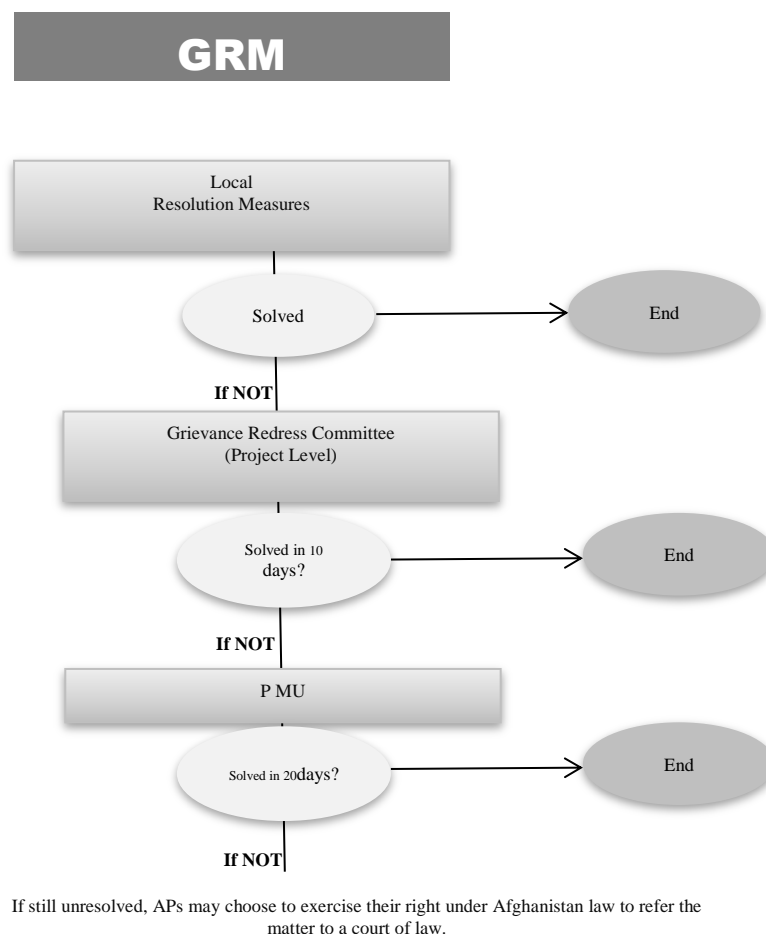 GRM
Local
Resolution Measures
Solved
End
If NOT
Grievance Redress Committee
(Project Level)
Solved in 10
days?
End
If NOT
P MU
Solved in 20days?
End
If NOT
If still unresolved, APs may choose to exercise their right under Afghanistan law to refer the
matter to a court of law.